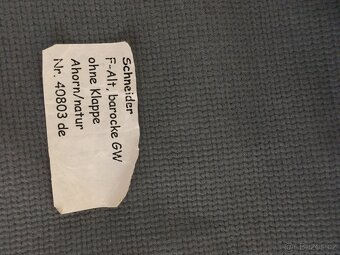 Schneider
F-Alt, barocke GW
ohne Klappe
Ahorn/natur
Nr. 40803 de